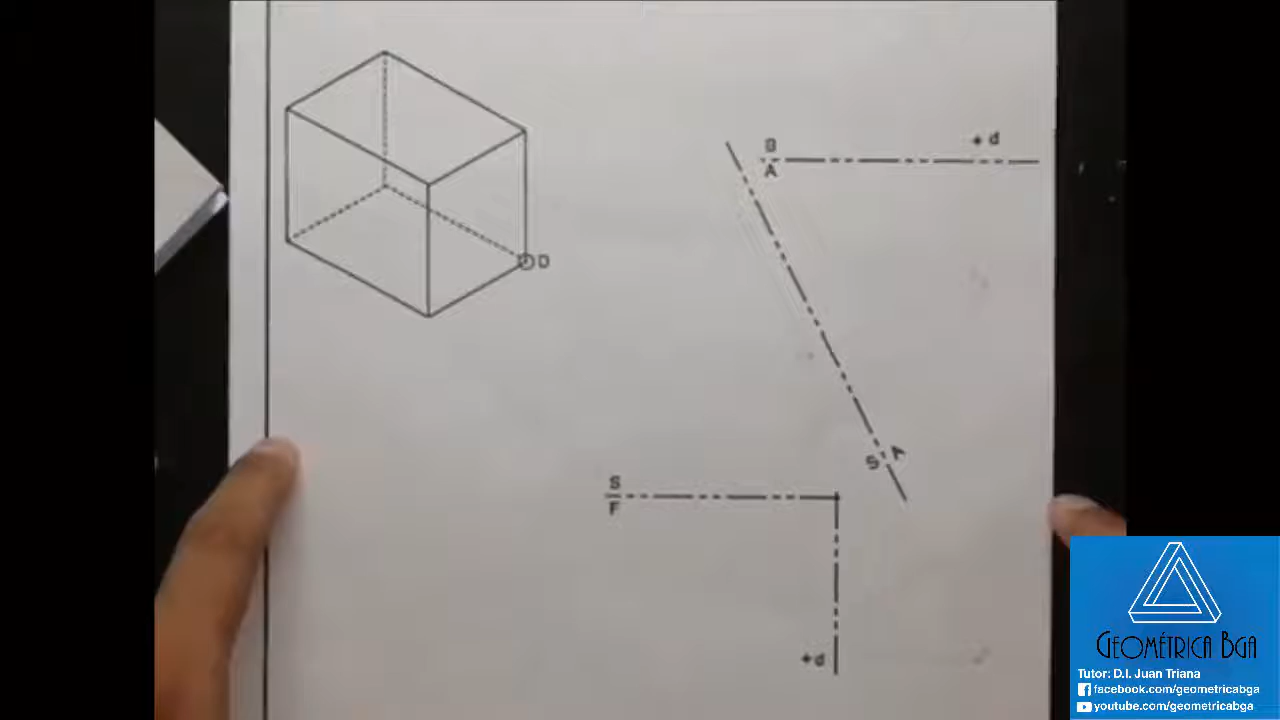 D
B
A
+d
S
A
S
F
+d
GEOMÉTRICA BGA
Tutor: D.I. Juan Triana
facebook.com/geometricabga
youtube.com/geometricabga